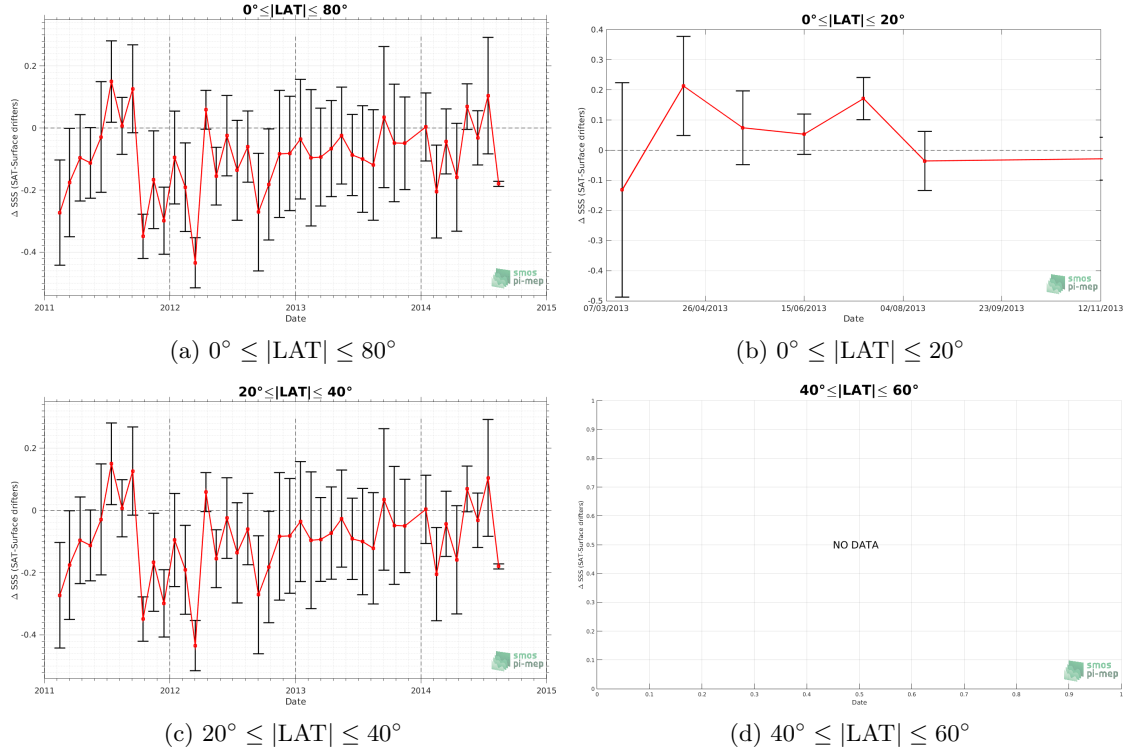 0°≤|LAT|≤ 80°
Δ SSS (SAT-Surface drifters)
0.2
0
-0.2
-0.4
2011 2012 2013 2014 2015
Date
smos
pi-mep
(a) 0° ≤ |LAT| ≤ 80°
0°≤|LAT|≤ 20°
Δ SSS (SAT-Surface drifters)
0.4
0.3
0.2
0.1
0
-0.1
-0.2
-0.3
-0.4
-0.5
07/03/2013 26/04/2013 15/06/2013 04/08/2013 23/09/2013 12/11/2013
Date
smos
pi-mep
(b) 0° ≤ |LAT| ≤ 20°
20°≤|LAT|≤ 40°
Δ SSS (SAT-Surface drifters)
0.2
0
-0.2
-0.4
2011 2012 2013 2014 2015
Date
smos
pi-mep
(c) 20° ≤ |LAT| ≤ 40°
40°≤|LAT|≤ 60°
Δ SSS (SAT-Surface drifters)
1
0.9
0.8
0.7
0.6
0.5
0.4
0.3
0.2
0.1
0
NO DATA
0 0.1 0.2 0.3 0.4 0.5 0.6 0.7 0.8 0.9 1
Date
smos
pi-mep
(d) 40° ≤ |LAT| ≤ 60°